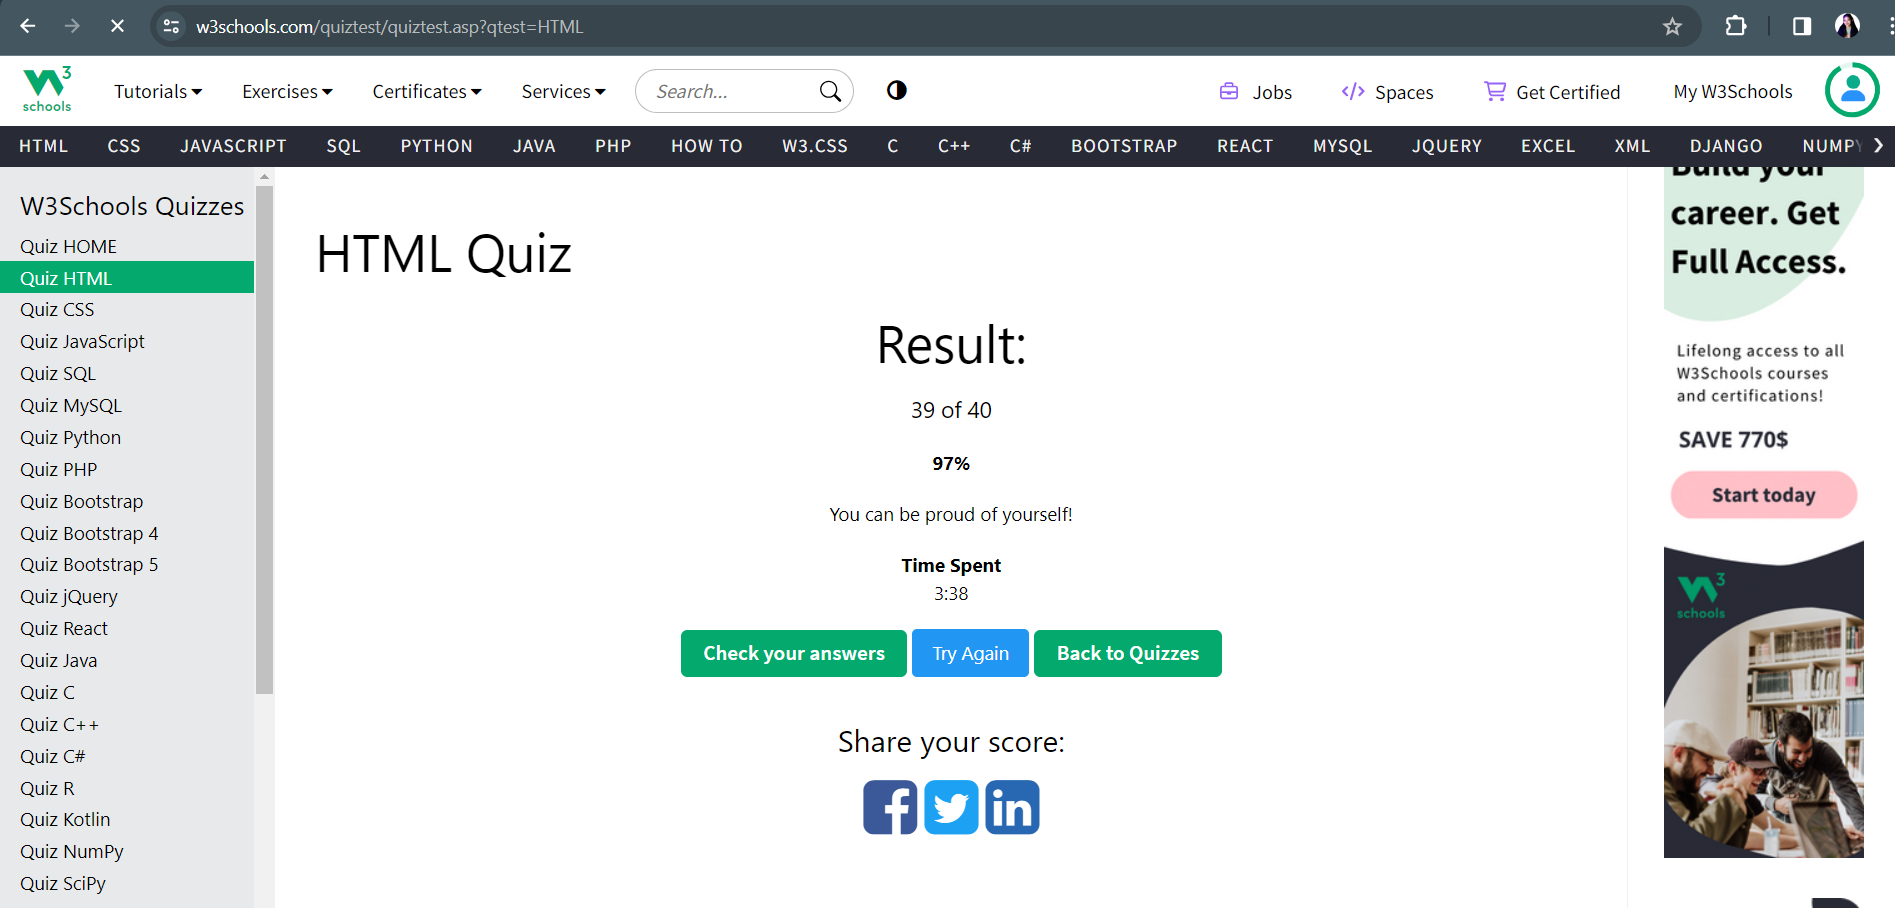 w3schools.com/quiztest/quiztest.asp?qtest=HTML
W3 schools
Tutorials
Exercises
Certificates
Services
Search...
Jobs
Spaces
Get Certified
My W3Schools
HTML CSS JAVASCRIPT SQL PYTHON JAVA PHP HOW TO W3.CSS C C++ C# BOOTSTRAP REACT MYSQL JQUERY EXCEL XML DJANGO NUMPY
W3Schools Quizzes
Quiz HOME
Quiz HTML
Quiz CSS
Quiz JavaScript
Quiz SQL
Quiz MySQL
Quiz Python
Quiz PHP
Quiz Bootstrap
Quiz Bootstrap 4
Quiz Bootstrap 5
Quiz jQuery
Quiz React
Quiz Java
Quiz C
Quiz C++
Quiz C#
Quiz R
Quiz Kotlin
Quiz NumPy
Quiz SciPy
HTML Quiz
Result:
39 of 40
97%
You can be proud of yourself!
Time Spent
3:38
Check your answers
Try Again
Back to Quizzes
Share your score:
Build your
career. Get
Full Access.
Lifelong access to all
W3Schools courses
and certifications!
SAVE 770$
Start today
W3 schools